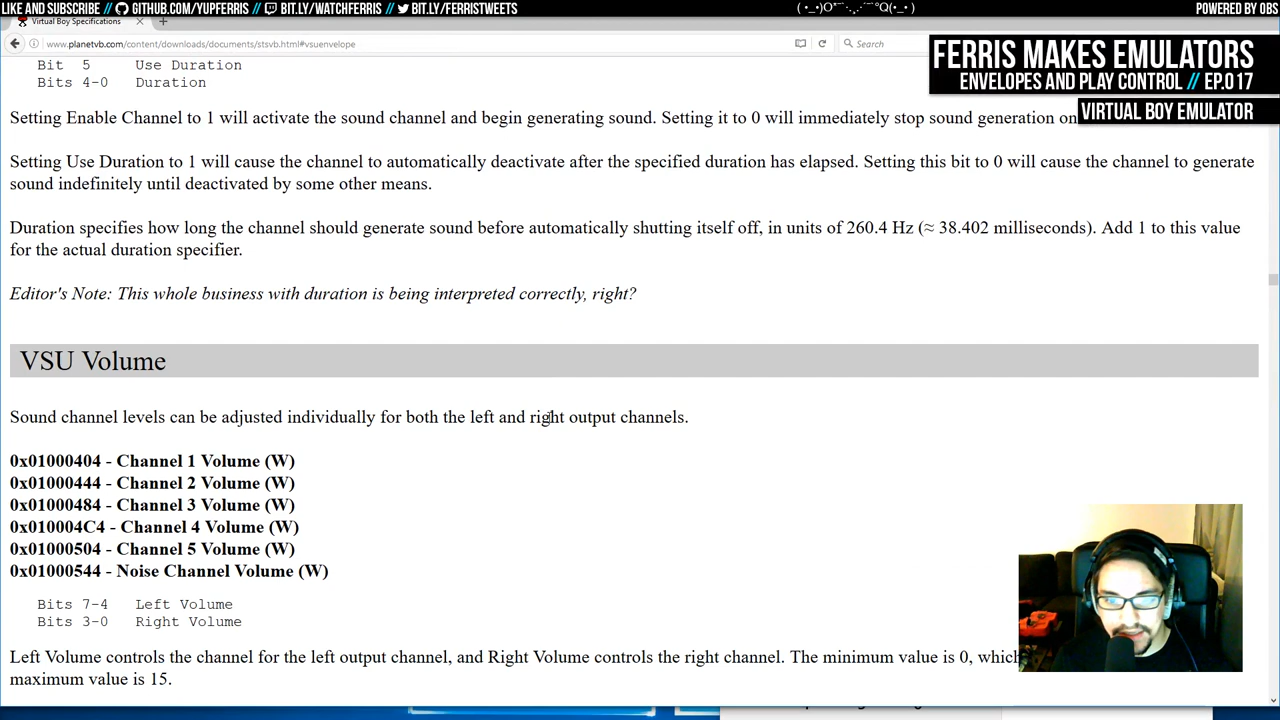 LIKE AND SUBSCRIBE // GITHUB.COM/YUPFERRIS // BIT.LY/WATCHFERRIS // BIT.LY/FERRISTWEETS
POWERED BY OBS
Virtual Boy Specifications
www.planetvb.com/content/downloads/documents/stsvb.html#vsuenvelope
Search
FERRIS MAKES EMULATORS
ENVELOPES AND PLAY CONTROL // EP.017
VIRTUAL BOY EMULATOR
Bit 5 Use Duration
Bits 4-0 Duration
Setting Enable Channel to 1 will activate the sound channel and begin generating sound. Setting it to 0 will immediately stop sound generation on
Setting Use Duration to 1 will cause the channel to automatically deactivate after the specified duration has elapsed. Setting this bit to 0 will cause the channel to generate
sound indefinitely until deactivated by some other means.
Duration specifies how long the channel should generate sound before automatically shutting itself off, in units of 260.4 Hz (≈ 38.402 milliseconds). Add 1 to this value
for the actual duration specifier.
Editor's Note: This whole business with duration is being interpreted correctly, right?
VSU Volume
Sound channel levels can be adjusted individually for both the left and right output channels.
0x01000404 - Channel 1 Volume (W)
0x01000444 - Channel 2 Volume (W)
0x01000484 - Channel 3 Volume (W)
0x010004C4 - Channel 4 Volume (W)
0x01000504 - Channel 5 Volume (W)
0x01000544 - Noise Channel Volume (W)
Bits 7-4 Left Volume
Bits 3-0 Right Volume
Left Volume controls the channel for the left output channel, and Right Volume controls the right channel. The minimum value is 0, which
maximum value is 15.